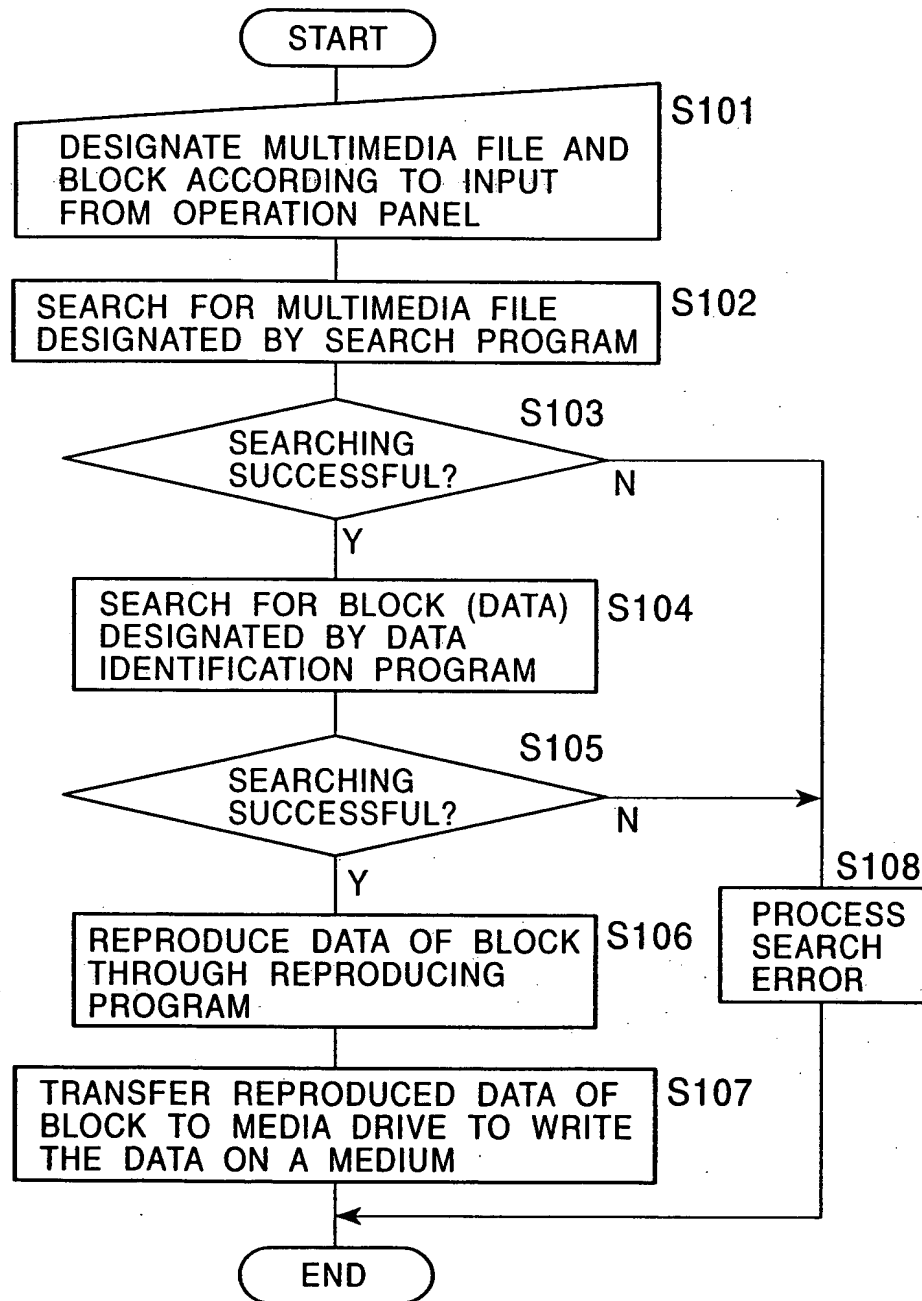 START
S101
DESIGNATE MULTIMEDIA FILE AND
BLOCK ACCORDING TO INPUT
FROM OPERATION PANEL
S102
SEARCH FOR MULTIMEDIA FILE
DESIGNATED BY SEARCH PROGRAM
S103
SEARCHING
SUCCESSFUL?
N
Y
S104
SEARCH FOR BLOCK (DATA)
DESIGNATED BY DATA
IDENTIFICATION PROGRAM
S105
SEARCHING
SUCCESSFUL?
N
Y
S108
PROCESS
SEARCH
ERROR
S106
REPRODUCE DATA OF BLOCK
THROUGH REPRODUCING
PROGRAM
S107
TRANSFER REPRODUCED DATA OF
BLOCK TO MEDIA DRIVE TO WRITE
THE DATA ON A MEDIUM
END